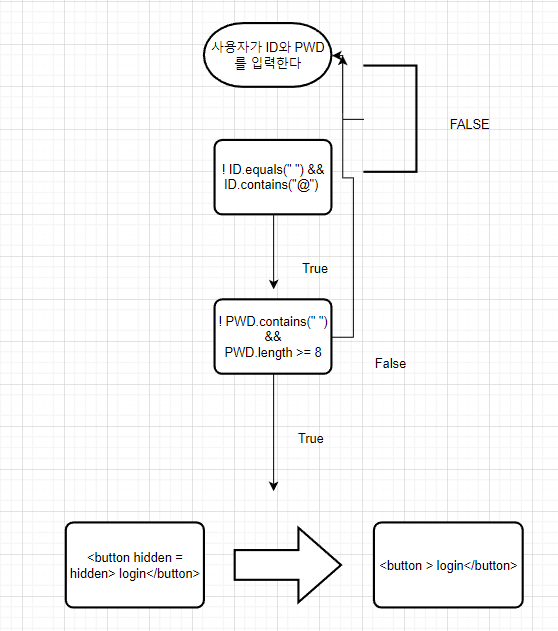 사용자가 ID와 PWD
를 입력한다
FALSE
! ID.equals(" ") &&
ID.contains("@")
True
! PWD.contains(" ")
&&
PWD.length >= 8
False
True
<button hidden =
hidden> login</button>
<button > login</button>